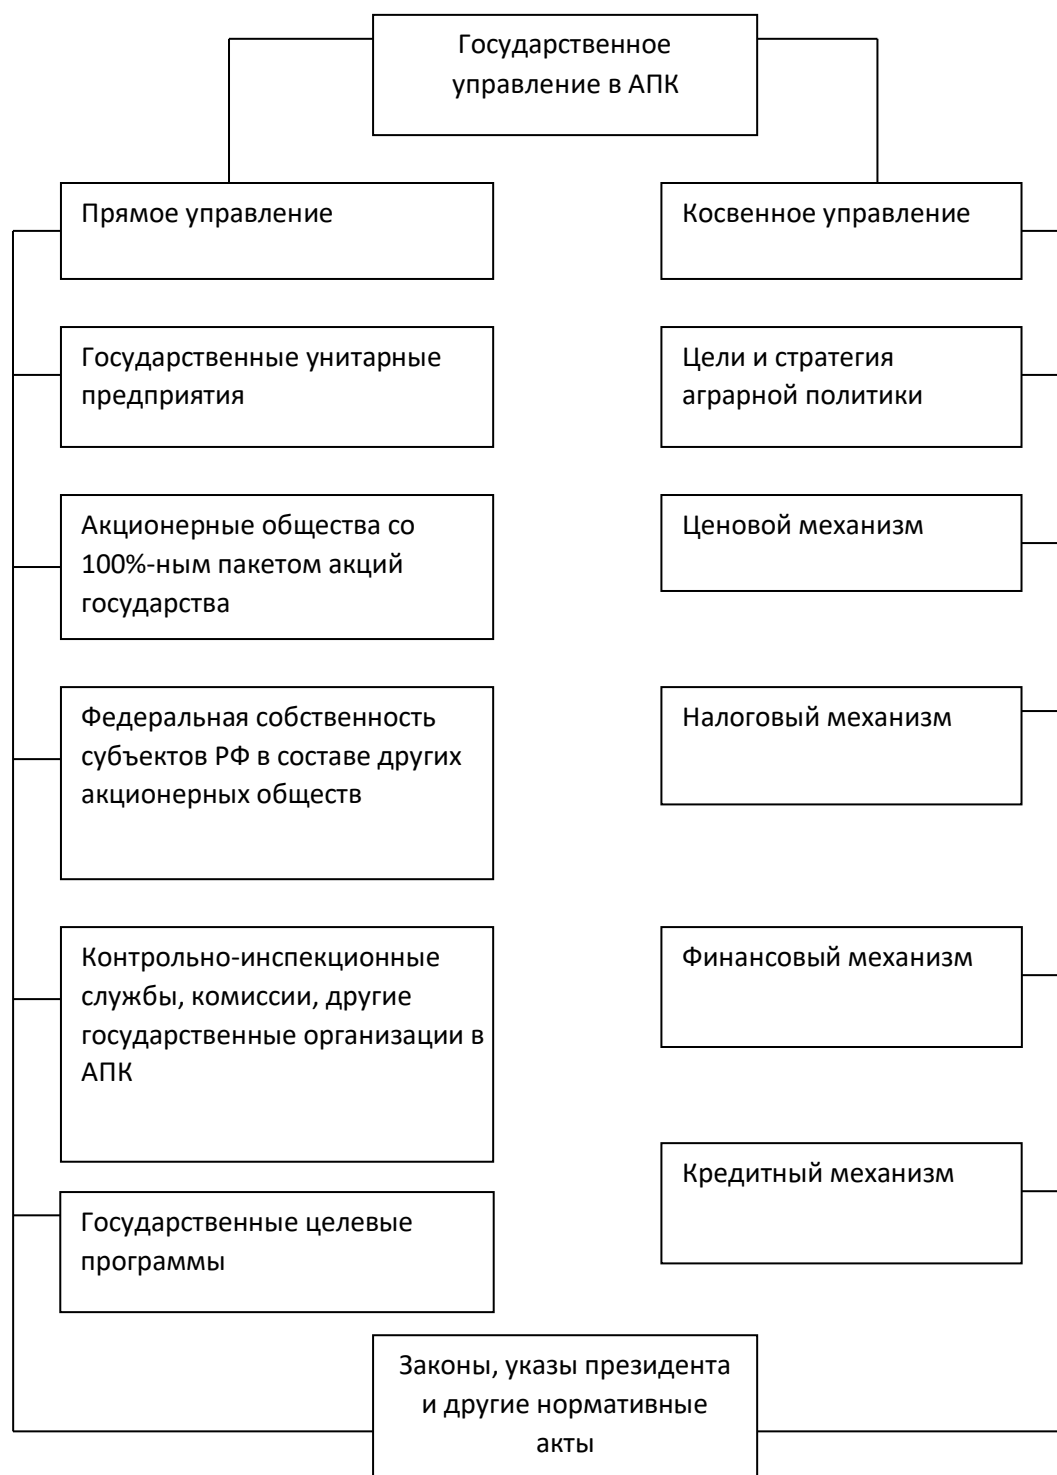 Государственное
управление в АПК
Прямое управление
Косвенное управление
Государственные унитарные
предприятия
Цели и стратегия
аграрной политики
Акционерные общества со
100%-ным пакетом акций
государства
Ценовой механизм
Федеральная собственность
субъектов РФ в составе других
акционерных обществ
Налоговый механизм
Контрольно-инспекционные
службы, комиссии, другие
государственные организации в
АПК
Финансовый механизм
Кредитный механизм
Государственные целевые
программы
Законы, указы президента
и другие нормативные
акты